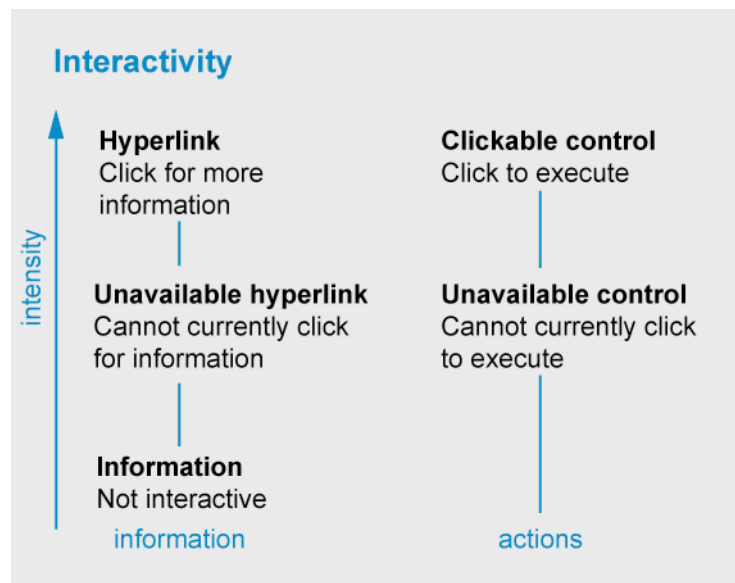 Interactivity
Hyperlink
Click for more
information
Clickable control
Click to execute
intensity
Unavailable hyperlink
Cannot currently click
for information
Unavailable control
Cannot currently click
to execute
Information
Not interactive
information
actions